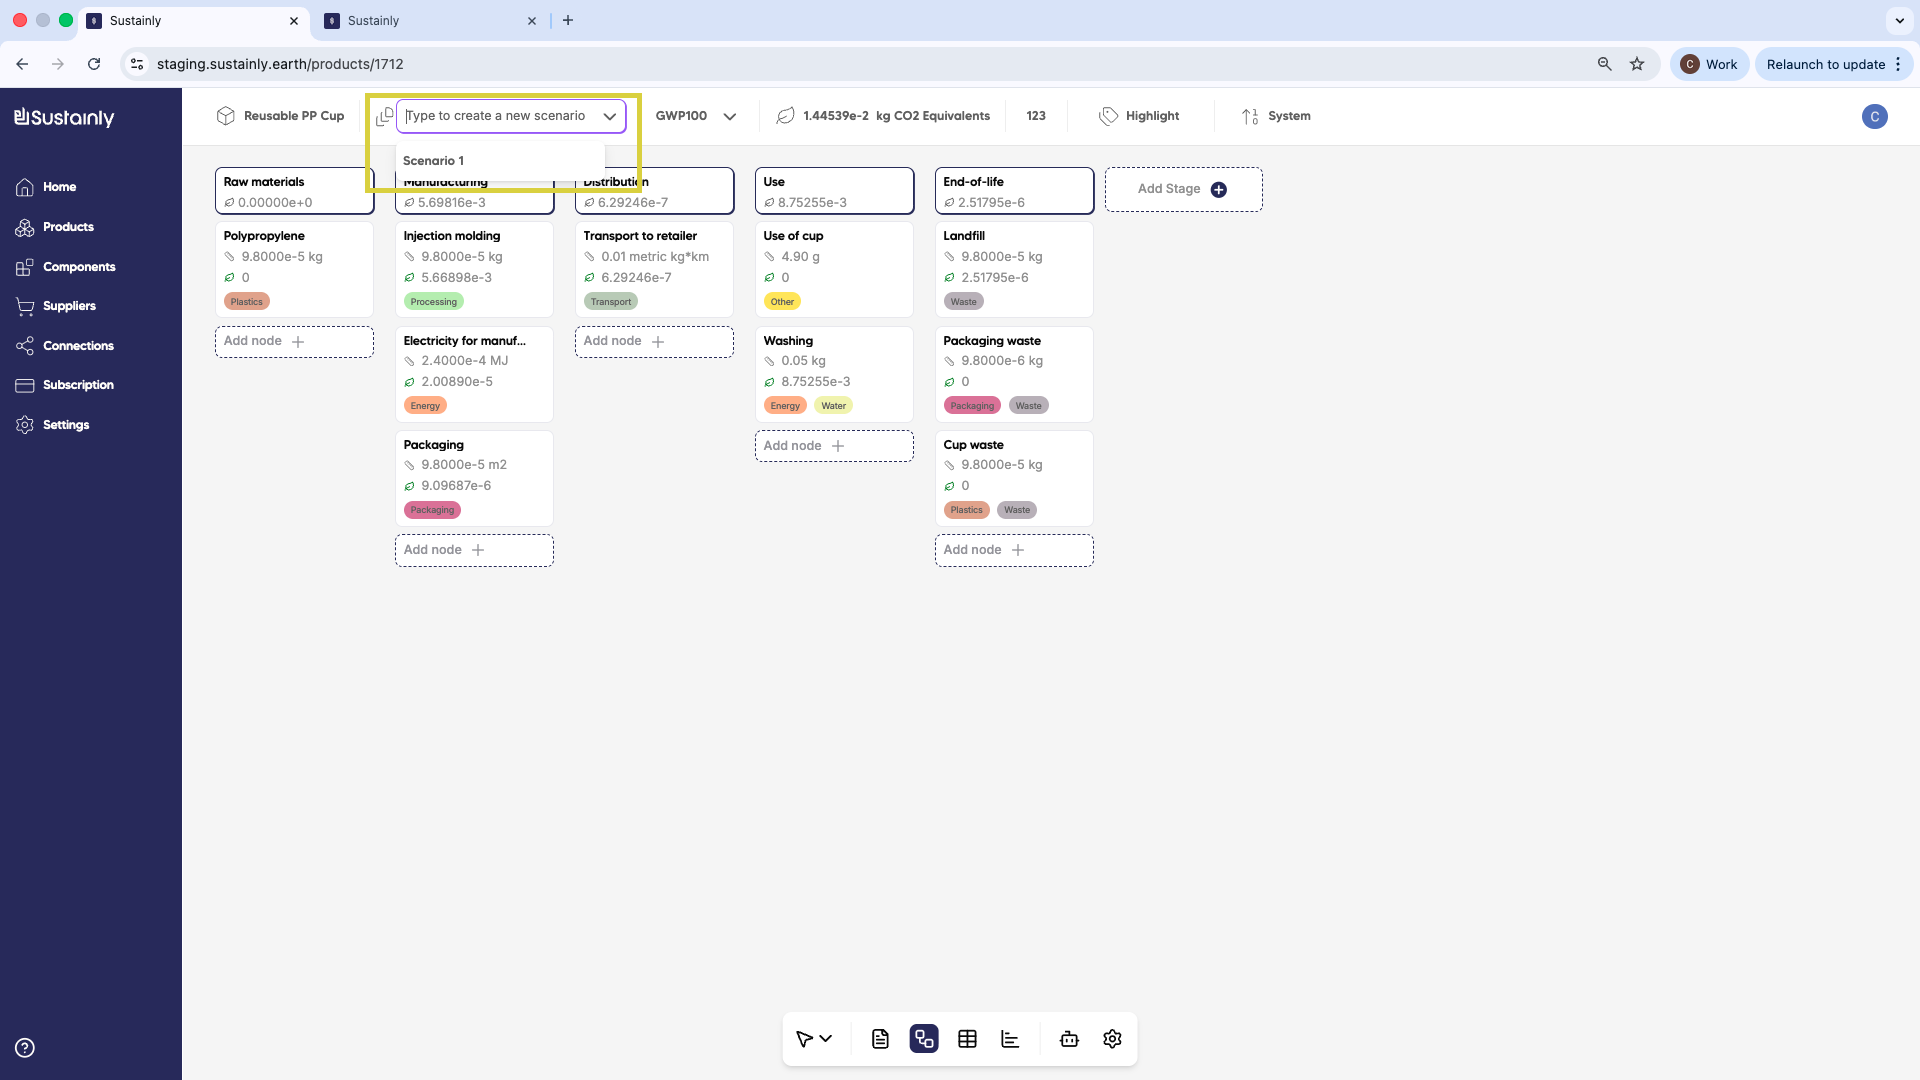 Sustainly
Sustainly
staging.sustainly.earth/products/1712
C Work
Relaunch to update
Sustainly
Home
Products
Components
Suppliers
Connections
Subscription
Settings
Reusable PP Cup
Type to create a new scenario
Scenario 1
GWP100
1.44539e-2 kg CO2 Equivalents
123
Highlight
System
C
Raw materials
0.00000e+0
Polypropylene
9.8000e-5 kg
0
Plastics
Add node
Manufacturing
5.69816e-3
Injection molding
9.8000e-5 kg
5.66898e-3
Processing
Electricity for manuf...
2.4000e-4 MJ
2.00890e-5
Energy
Packaging
9.8000e-5 m2
9.09687e-6
Packaging
Add node
Distribution
6.29246e-7
Transport to retailer
0.01 metric kg*km
6.29246e-7
Transport
Add node
Use
8.75255e-3
Use of cup
4.90 g
0
Other
Washing
0.05 kg
8.75255e-3
Energy Water
Add node
End-of-life
2.51795e-6
Landfill
9.8000e-5 kg
2.51795e-6
Waste
Packaging waste
9.8000e-6 kg
0
Packaging Waste
Cup waste
9.8000e-5 kg
0
Plastics Waste
Add node
Add Stage